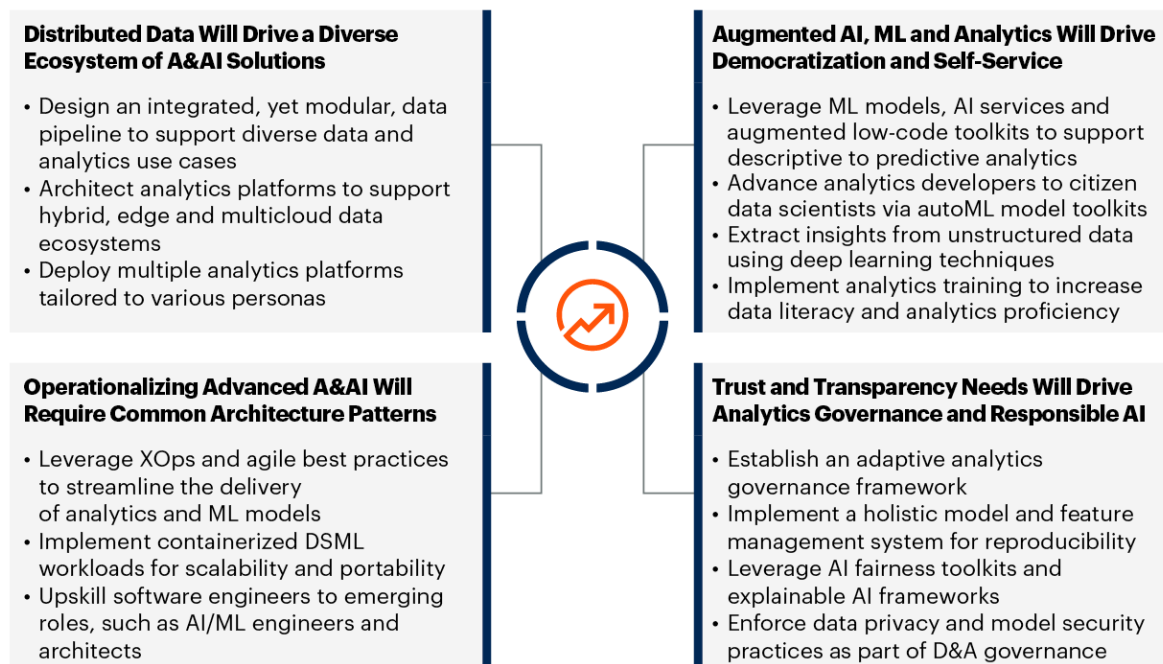 Distributed Data Will Drive a Diverse
Ecosystem of A&AI Solutions
• Design an integrated, yet modular, data
pipeline to support diverse data and
analytics use cases
• Architect analytics platforms to support
hybrid, edge and multicloud data
ecosystems
• Deploy multiple analytics platforms
tailored to various personas
Augmented AI, ML and Analytics Will Drive
Democratization and Self-Service
• Leverage ML models, AI services and
augmented low-code toolkits to support
descriptive to predictive analytics
• Advance analytics developers to citizen
data scientists via autoML model toolkits
• Extract insights from unstructured data
using deep learning techniques
• Implement analytics training to increase
data literacy and analytics proficiency
Operationalizing Advanced A&AI Will
Require Common Architecture Patterns
• Leverage XOps and agile best practices
to streamline the delivery
of analytics and ML models
• Implement containerized DSML
workloads for scalability and portability
• Upskill software engineers to emerging
roles, such as AI/ML engineers and
architects
Trust and Transparency Needs Will Drive
Analytics Governance and Responsible AI
• Establish an adaptive analytics
governance framework
• Implement a holistic model and feature
management system for reproducibility
• Leverage AI fairness toolkits and
explainable AI frameworks
• Enforce data privacy and model security
practices as part of D&A governance